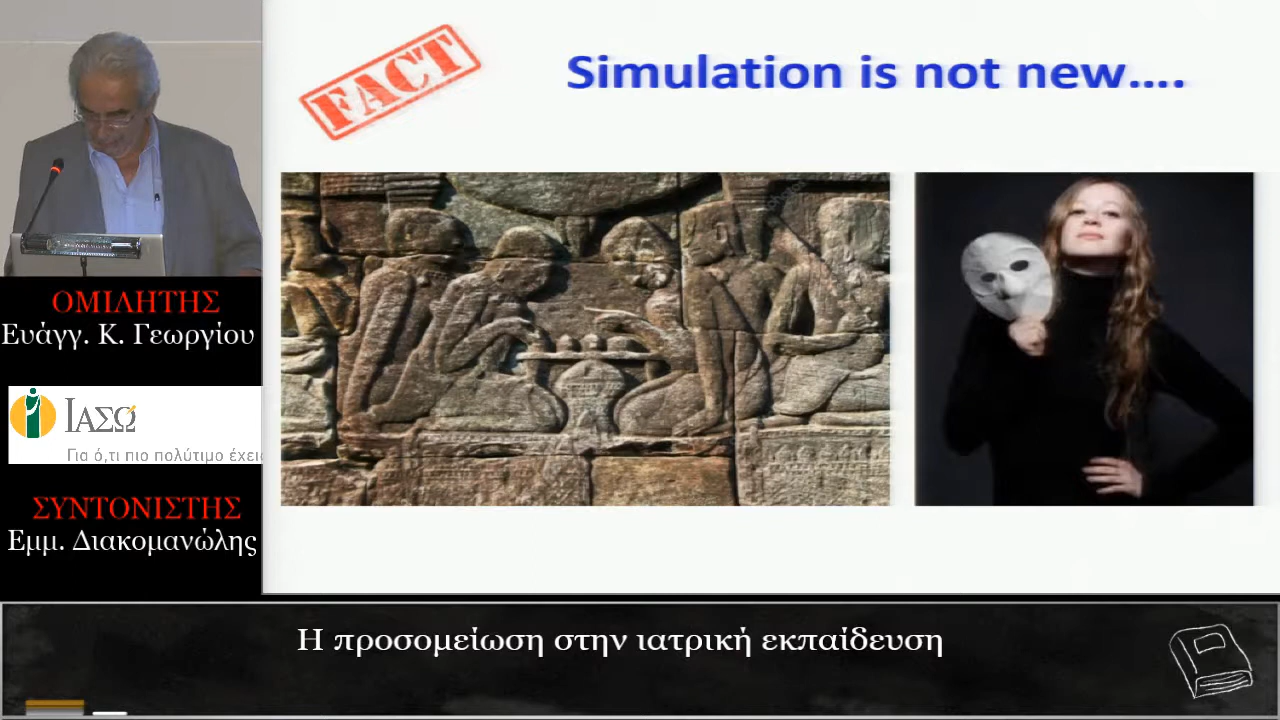 FACT
Simulation is not new....
ΟΜΙΛΗΤΗΣ
Ευάγγ. Κ. Γεωργίου
ΙΑΣΩ
Για ό,τι πιο πολύτιμο έχει
ΣΥΝΤΟΝΙΣΤΗΣ
Εμμ. Διακομανώλης
Η προσομείωση στην ιατρική εκπαίδευση